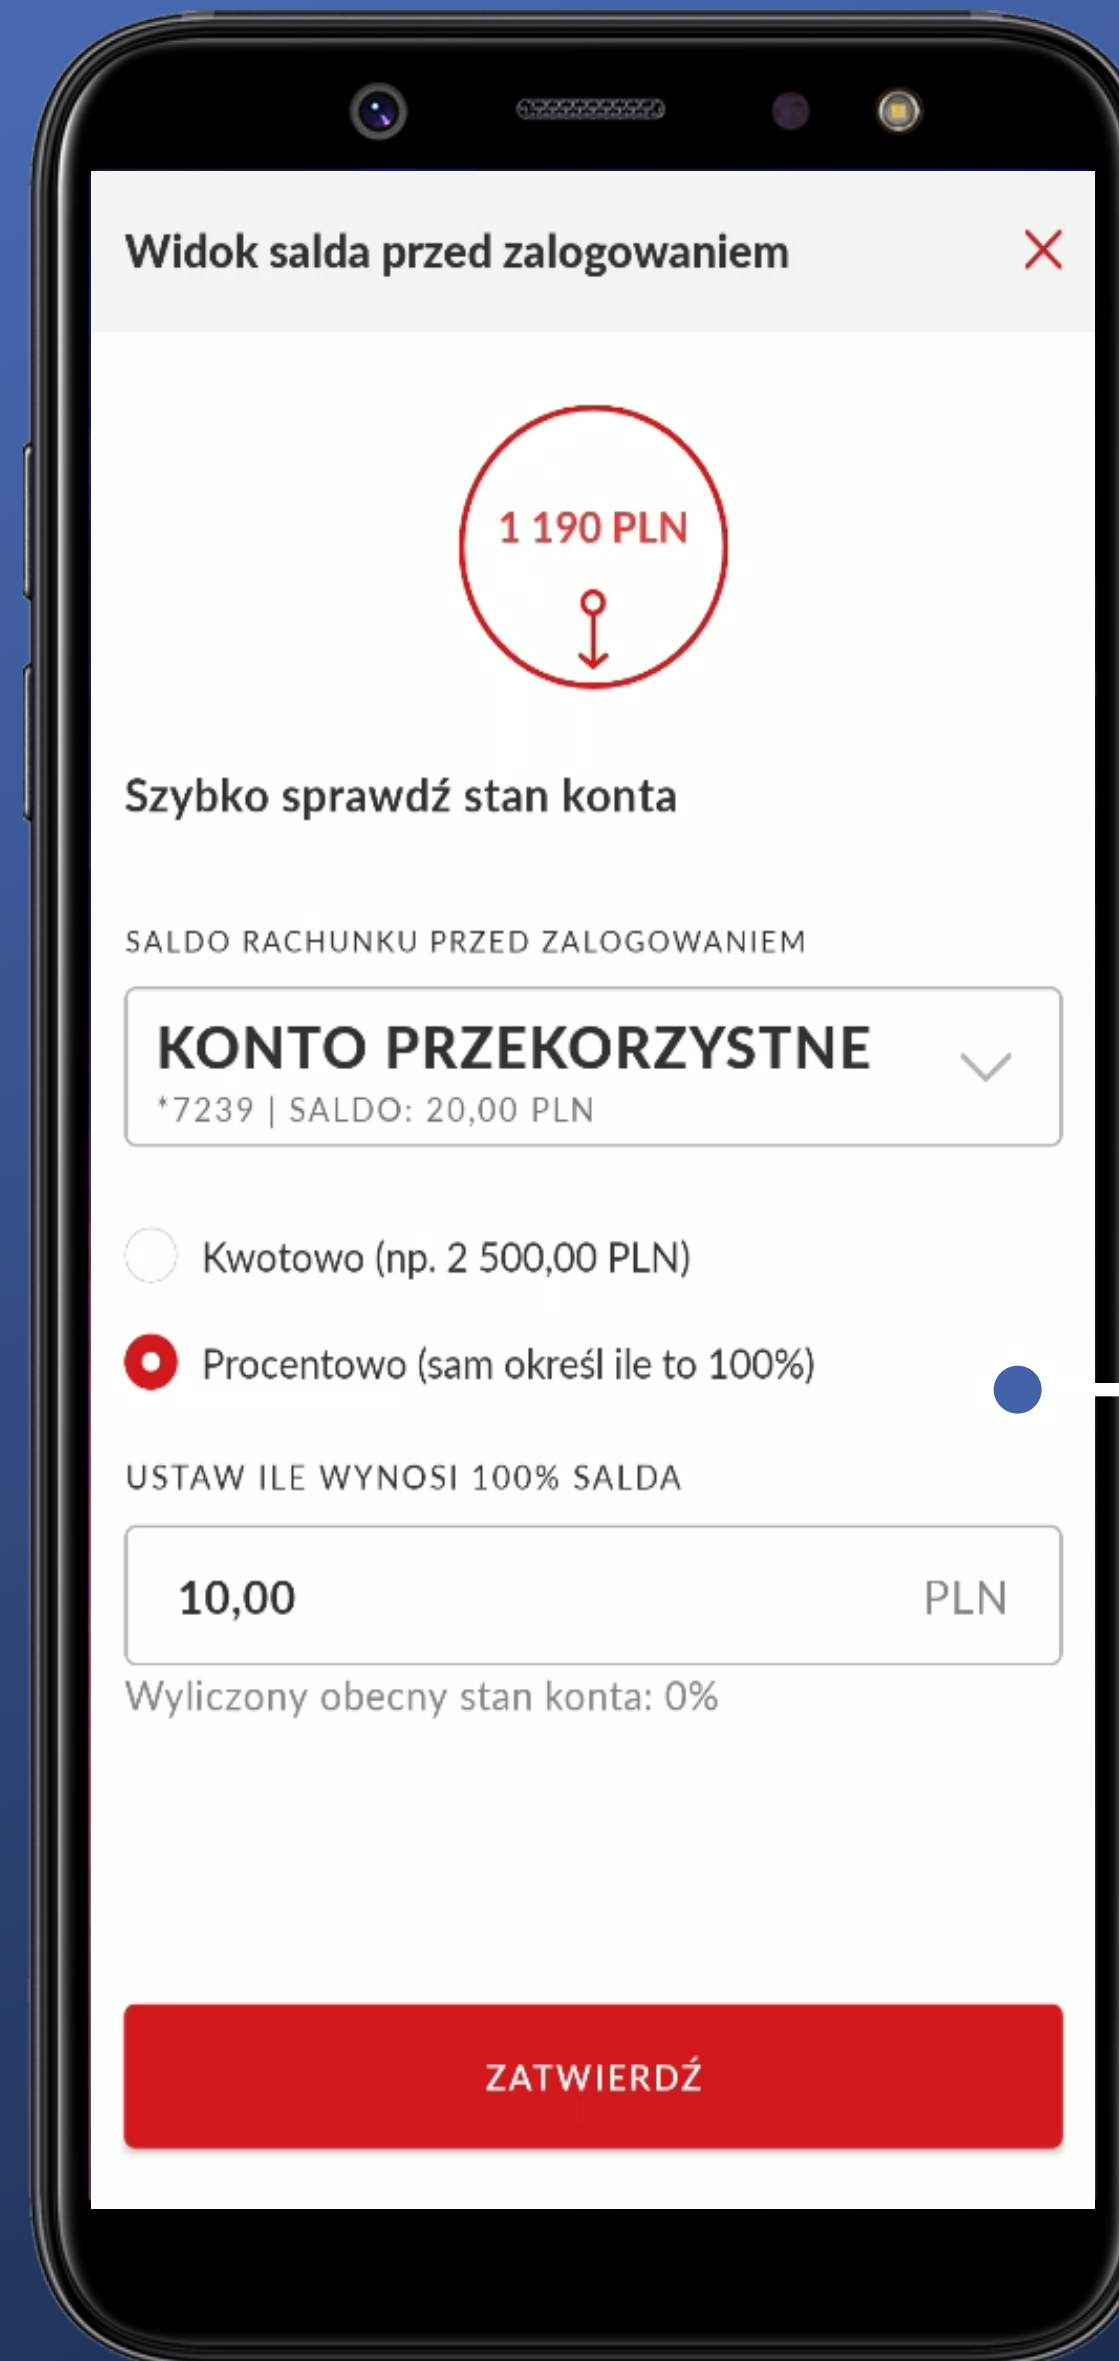 Widok salda przed zalogowaniem
1 190 PLN
Szybko sprawdź stan konta
SALDO RACHUNKU PRZED ZALOGOWANIEM
KONTO PRZEKORZYSTNE
*7239 | SALDO: 20,00 PLN
Kwotowo (np. 2 500,00 PLN)
Procentowo (sam określ ile to 100%)
USTAW ILE WYNOSI 100% SALDA
10,00 PLN
Wyliczony obecny stan konta: 0%
ZATWIERDŹ